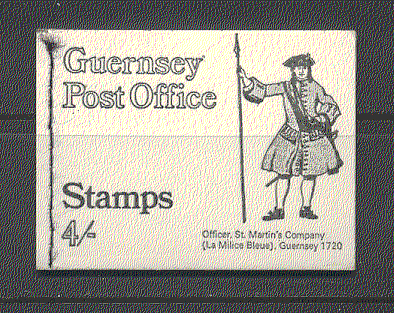 Guernsey
Post Office
Stamps
4/-
Officer, St. Martin's Company
(La Milice Bleue), Guernsey 1720